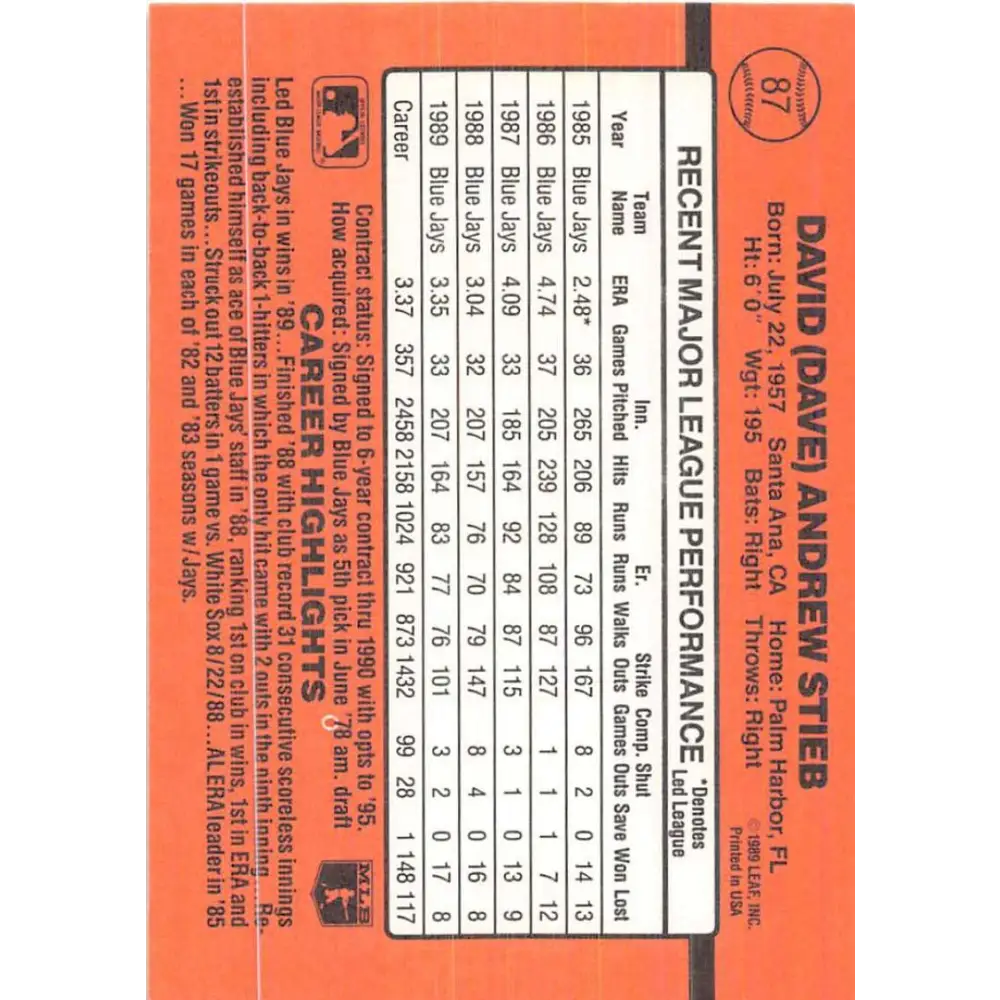 87
DAVID (DAVE) ANDREW STIEB
Born: July 22, 1957 Santa Ana, CA Home: Palm Harbor, FL
Ht: 6'0" Wgt: 195 Bats: Right Throws: Right
© 1989 LEAF, INC.
Printed in USA
RECENT MAJOR LEAGUE PERFORMANCE
*Denotes
Led League
Team Inn. Er. Strike Comp. Shut
Year Name ERA Games Pitched Hits Runs Runs Walks Outs Games Outs Save Won Lost
1985 Blue Jays 2.48* 36 265 206 89 73 96 167 8 2 0 14 13
1986 Blue Jays 4.74 37 205 239 128 108 87 127 1 1 1 7 12
1987 Blue Jays 4.09 33 185 164 92 84 87 115 3 1 0 13 9
1988 Blue Jays 3.04 32 207 157 76 70 79 147 8 4 0 16 8
1989 Blue Jays 3.35 33 207 164 83 77 76 101 3 2 0 17 8
Career 3.37 357 2458 2158 1024 921 873 1432 99 28 1 148 117
Contract status: Signed to 6-year contract thru 1990 with opts to '95.
How acquired: Signed by Blue Jays as 5th pick in June '78 am. draft
MLB
CAREER HIGHLIGHTS
Led Blue Jays in wins in '89...Finished '88 with club record 31 consecutive scoreless innings
including back-to-back 1-hitters in which the only hit came with 2 outs in the ninth inning...Re-
established himself as ace of Blue Jays' staff in '88, ranking 1st on club in wins, 1st in ERA and
1st in strikeouts...Struck out 12 batters in 1 game vs. White Sox 8/22/88...AL ERA leader in '85
...Won 17 games in each of '82 and '83 seasons w/Jays.